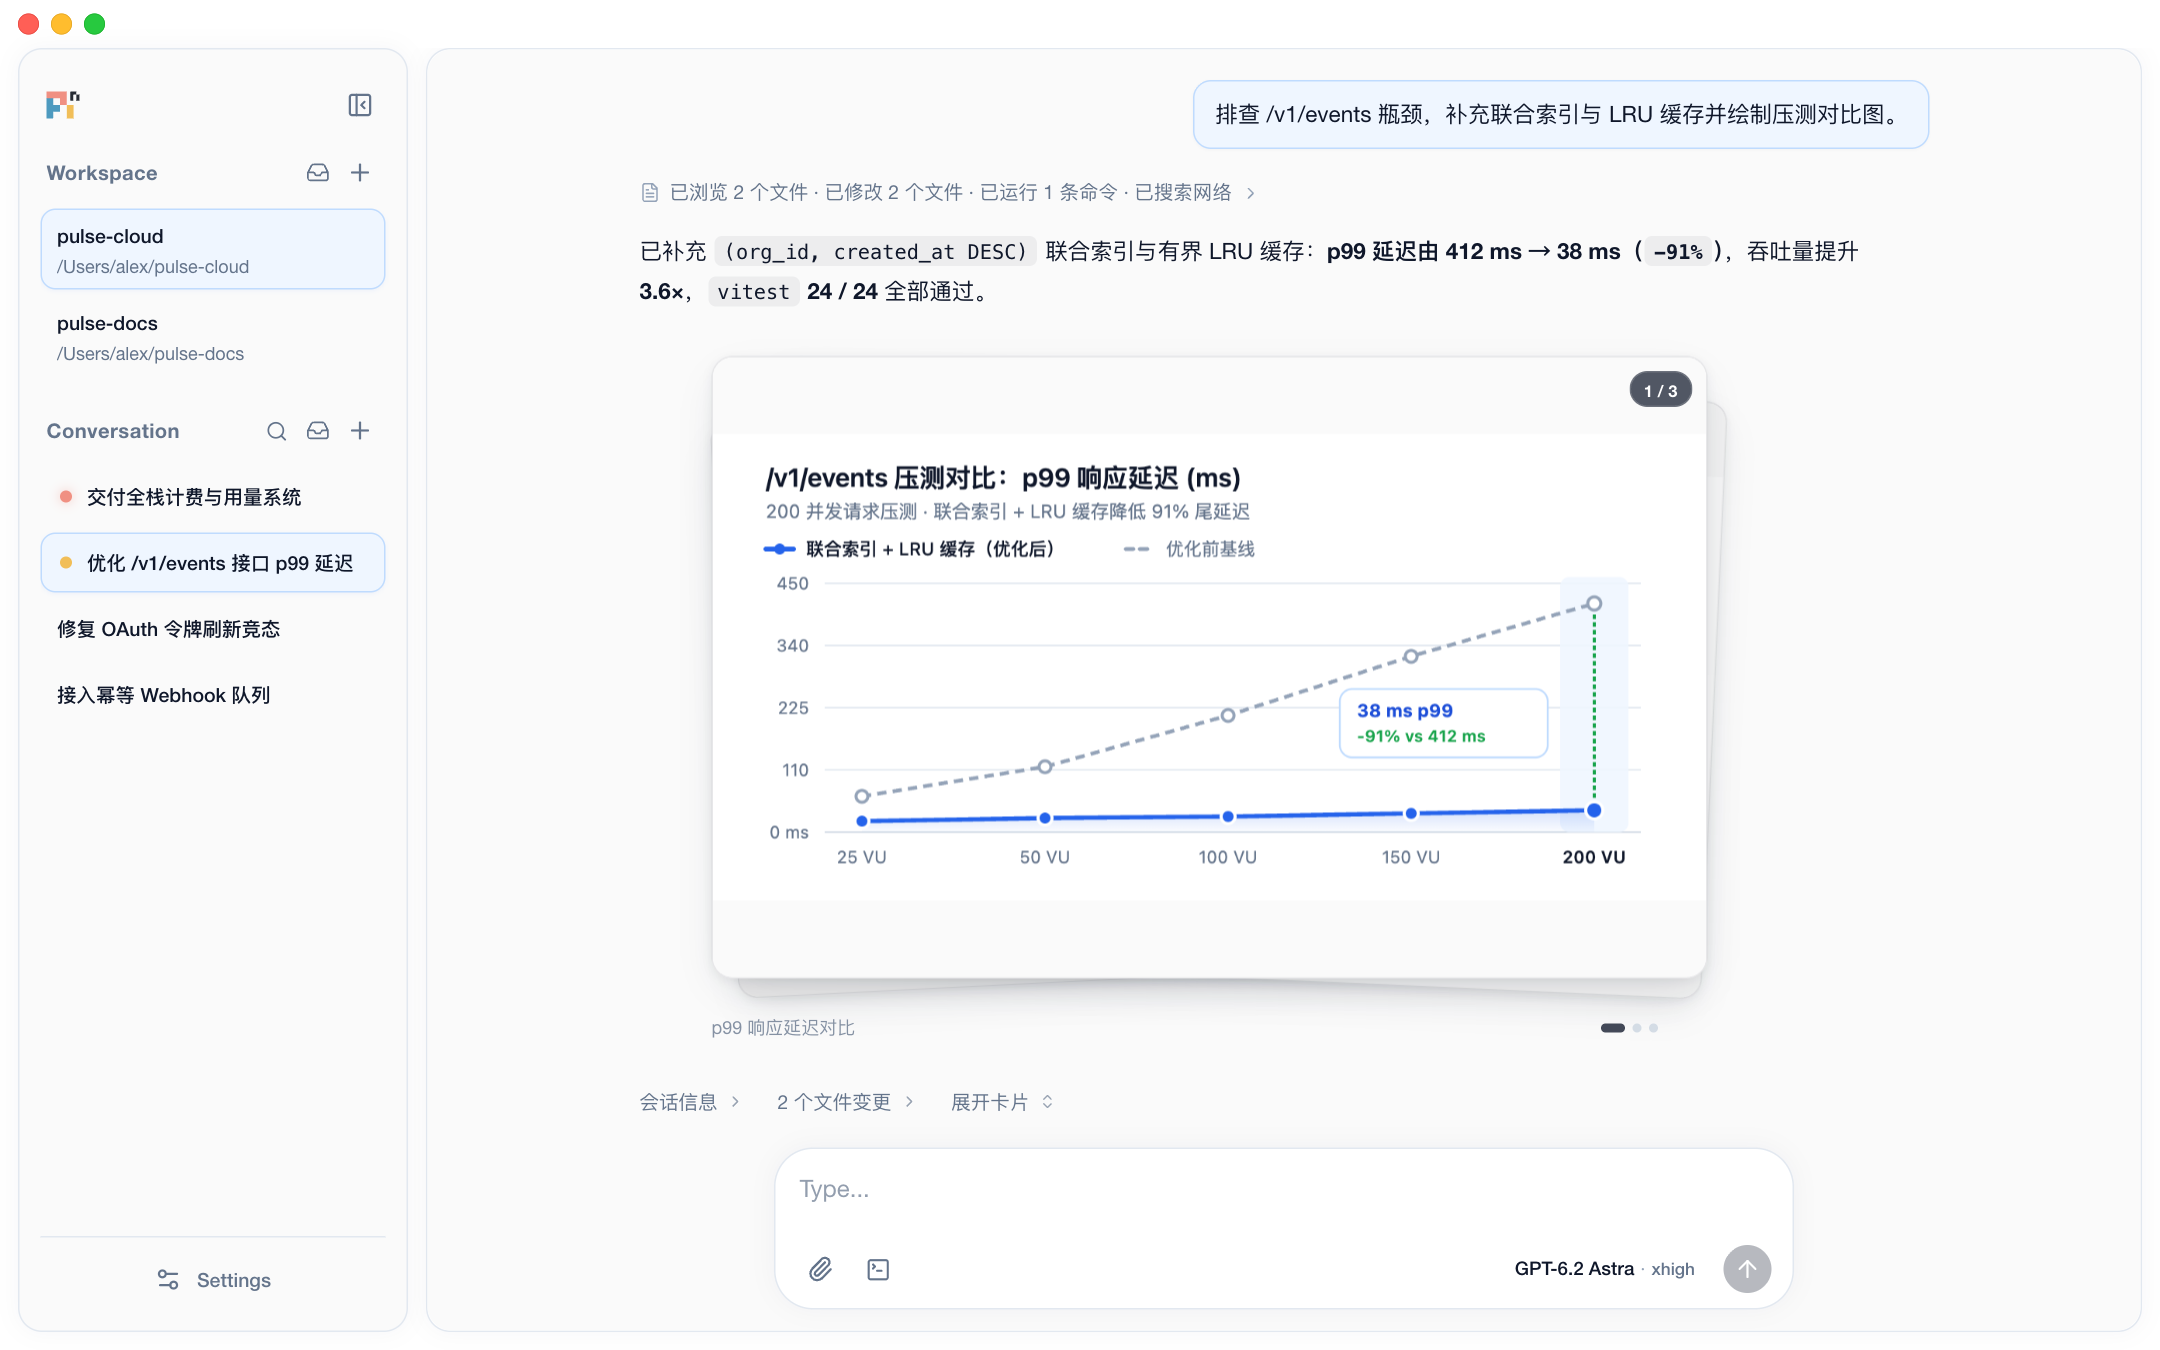 Workspace
pulse-cloud
/Users/alex/pulse-cloud
pulse-docs
/Users/alex/pulse-docs
Conversation
交付全栈计费与用量系统
优化 /v1/events 接口 p99 延迟
修复 OAuth 令牌刷新竞态
接入幂等 Webhook 队列
Settings
排查 /v1/events 瓶颈，补充联合索引与 LRU 缓存并绘制压测对比图。
已浏览 2 个文件 · 已修改 2 个文件 · 已运行 1 条命令 · 已搜索网络
已补充 (org_id, created_at DESC) 联合索引与有界 LRU 缓存：p99 延迟由 412 ms → 38 ms（−91%），吞吐量提升
3.6×， vitest 24 / 24 全部通过。
1 / 3
/v1/events 压测对比：p99 响应延迟 (ms)
200 并发请求压测 · 联合索引 + LRU 缓存降低 91% 尾延迟
联合索引 + LRU 缓存（优化后） 优化前基线
450
340
225
110
0 ms
38 ms p99
-91% vs 412 ms
25 VU 50 VU 100 VU 150 VU 200 VU
p99 响应延迟对比
会话信息 2 个文件变更 展开卡片
Type...
GPT-6.2 Astra · xhigh